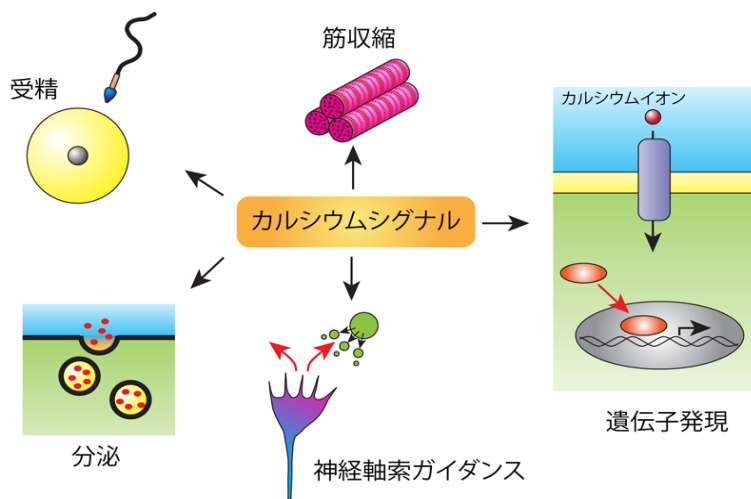 筋収縮
受精
カルシウムイオン
カルシウムシグナル
分泌
神経軸索ガイダンス
遺伝子発現